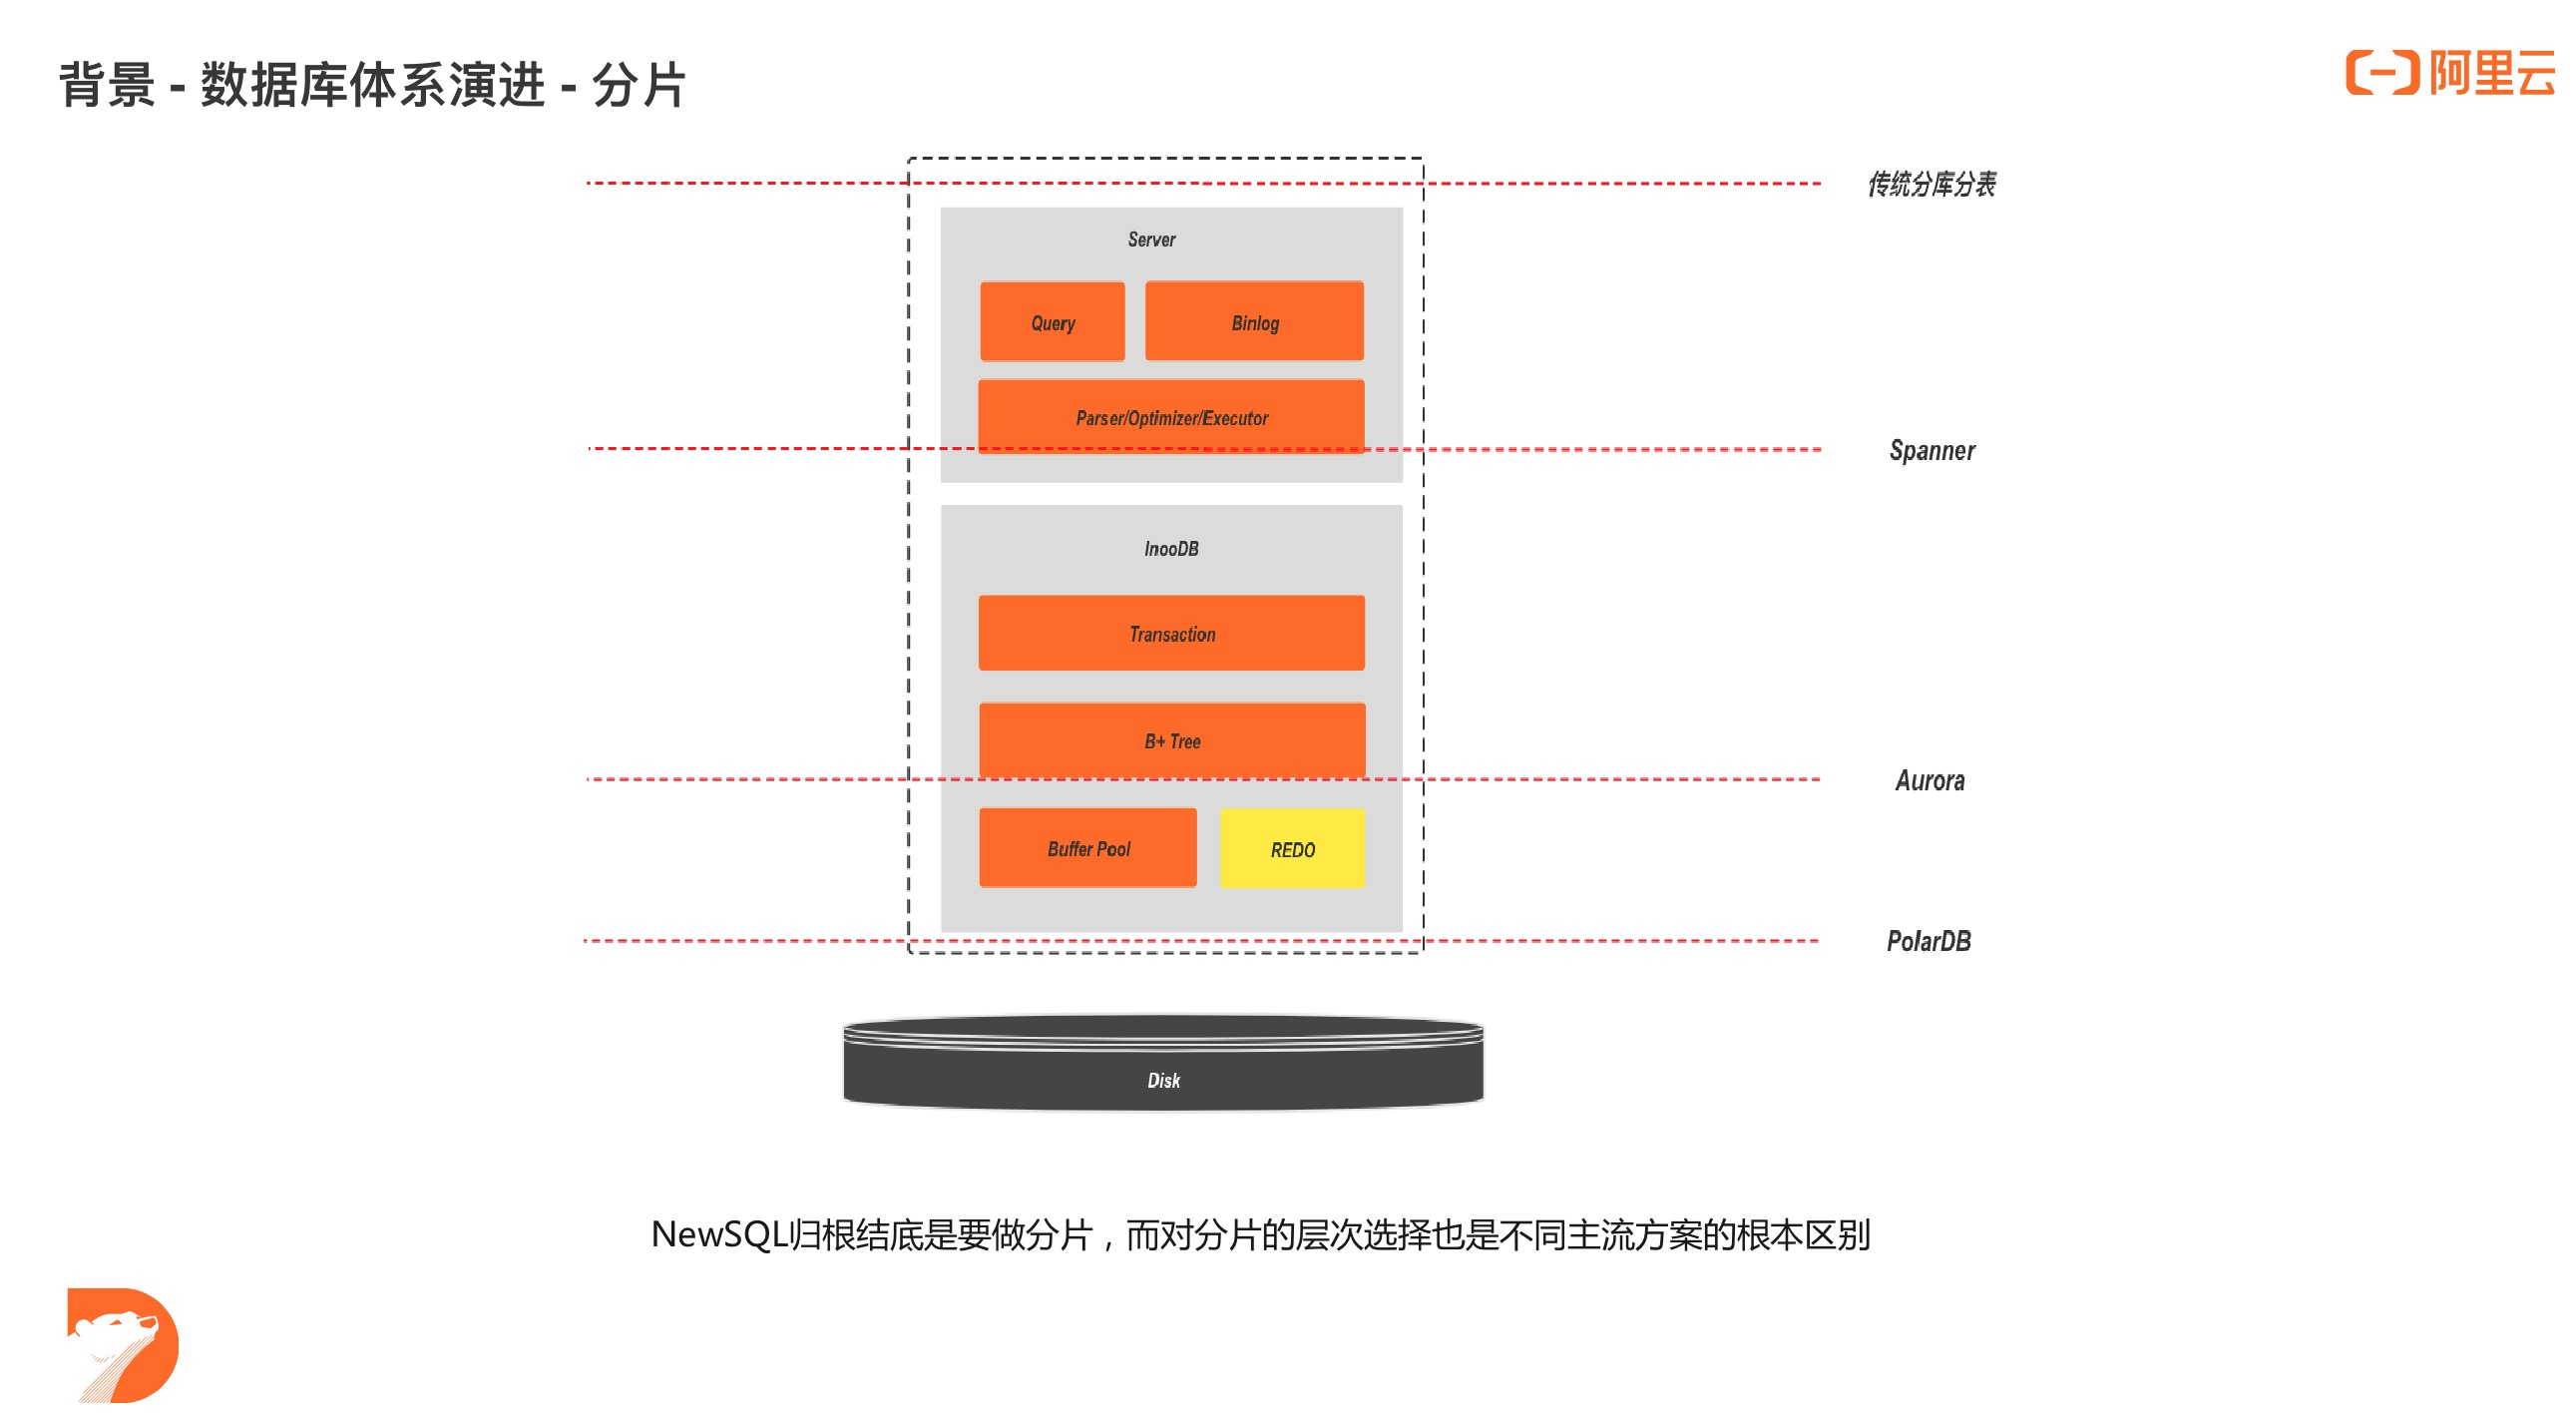 背景 - 数据库体系演进 - 分片
阿里云
传统分库分表
Server
Query
Binlog
Parser/Optimizer/Executor
Spanner
InooDB
Transaction
B+ Tree
Aurora
Buffer Pool
REDO
PolarDB
Disk
NewSQL归根结底是要做分片，而对分片的层次选择也是不同主流方案的根本区别